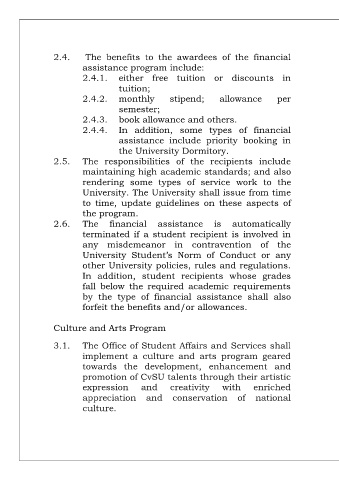 2.4. The benefits to the awardees of the financial
assistance program include:
2.4.1. either free tuition or discounts in
tuition;
2.4.2. monthly stipend; allowance per
semester;
2.4.3. book allowance and others.
2.4.4. In addition, some types of financial
assistance include priority booking in
the University Dormitory.
2.5. The responsibilities of the recipients include
maintaining high academic standards; and also
rendering some types of service work to the
University. The University shall issue from time
to time, update guidelines on these aspects of
the program.
2.6. The financial assistance is automatically
terminated if a student recipient is involved in
any misdemeanor in contravention of the
University Student's Norm of Conduct or any
other University policies, rules and regulations.
In addition, student recipients whose grades
fall below the required academic requirements
by the type of financial assistance shall also
forfeit the benefits and/or allowances.
Culture and Arts Program
3.1. The Office of Student Affairs and Services shall
implement a culture and arts program geared
towards the development, enhancement and
promotion of CvSU talents through their artistic
expression and creativity with enriched
appreciation and conservation of national
culture.